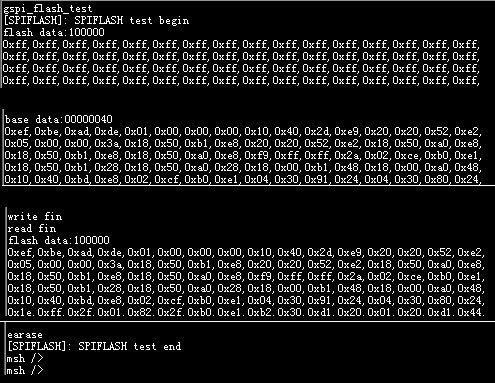 gspi_flash_test
[SPIFLASH]: SPIFLASH test begin
flash data:100000
0xff, 0xff, 0xff, 0xff, 0xff, 0xff, 0xff, 0xff, 0xff, 0xff, 0xff, 0xff, 0xff, 0xff, 0xff, 0xff,
0xff, 0xff, 0xff, 0xff, 0xff, 0xff, 0xff, 0xff, 0xff, 0xff, 0xff, 0xff, 0xff, 0xff, 0xff, 0xff,
0xff, 0xff, 0xff, 0xff, 0xff, 0xff, 0xff, 0xff, 0xff, 0xff, 0xff, 0xff, 0xff, 0xff, 0xff, 0xff,
0xff, 0xff, 0xff, 0xff, 0xff, 0xff, 0xff, 0xff, 0xff, 0xff, 0xff, 0xff, 0xff, 0xff, 0xff, 0xff,
base data:00000040
0xef, 0xbe, 0xad, 0xde, 0x01, 0x00, 0x00, 0x00, 0x10, 0x40, 0x2d, 0xe9, 0x20, 0x20, 0x52, 0xe2,
0x05, 0x00, 0x00, 0x3a, 0x18, 0x50, 0xb1, 0xe8, 0x20, 0x20, 0x52, 0xe2, 0x18, 0x50, 0xa0, 0xe8,
0x18, 0x50, 0xb1, 0xe8, 0x18, 0x50, 0xa0, 0xe8, 0xf9, 0xff, 0xff, 0x2a, 0x02, 0xce, 0xb0, 0xe1,
0x18, 0x50, 0xb1, 0x28, 0x18, 0x50, 0xa0, 0x28, 0x18, 0x00, 0xb1, 0x48, 0x18, 0x00, 0xa0, 0x48,
0x10, 0x40, 0xbd, 0xe8, 0x02, 0xcf, 0xb0, 0xe1, 0x04, 0x30, 0x91, 0x24, 0x04, 0x30, 0x80, 0x24,
write fin
read fin
flash data:100000
0xef, 0xbe, 0xad, 0xde, 0x01, 0x00, 0x00, 0x00, 0x10, 0x40, 0x2d, 0xe9, 0x20, 0x20, 0x52, 0xe2,
0x05, 0x00, 0x00, 0x3a, 0x18, 0x50, 0xb1, 0xe8, 0x20, 0x20, 0x52, 0xe2, 0x18, 0x50, 0xa0, 0xe8,
0x18, 0x50, 0xb1, 0xe8, 0x18, 0x50, 0xa0, 0xe8, 0xf9, 0xff, 0xff, 0x2a, 0x02, 0xce, 0xb0, 0xe1,
0x18, 0x50, 0xb1, 0x28, 0x18, 0x50, 0xa0, 0x28, 0x18, 0x00, 0xb1, 0x48, 0x18, 0x00, 0xa0, 0x48,
0x10, 0x40, 0xbd, 0xe8, 0x02, 0xcf, 0xb0, 0xe1, 0x04, 0x30, 0x91, 0x24, 0x04, 0x30, 0x80, 0x24,
0x1e, 0xff, 0x2f, 0x01, 0x82, 0x2f, 0xb0, 0xe1, 0xb2, 0x30, 0xd1, 0x20, 0x01, 0x20, 0xd1, 0x44,
earase
[SPIFLASH]: SPIFLASH test end
msh />
msh />